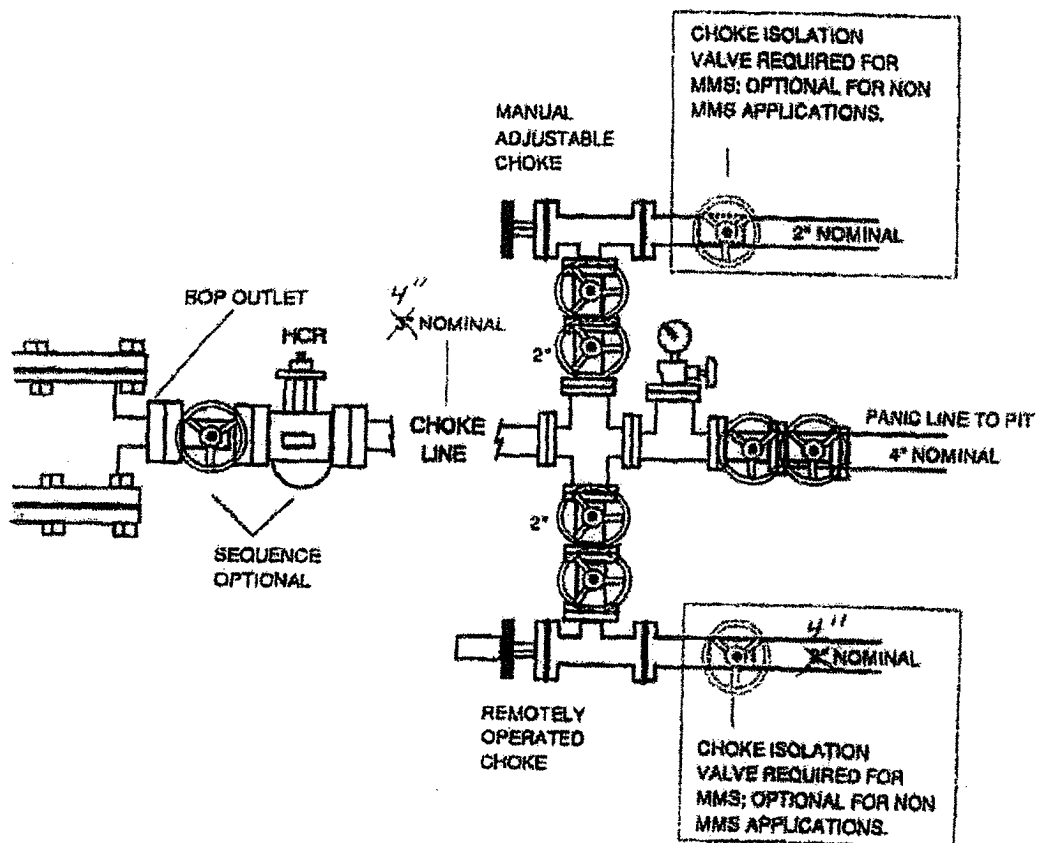 CHOKE ISOLATION
VALVE REQUIRED FOR
MMS; OPTIONAL FOR NON
MMS APPLICATIONS.
MANUAL
ADJUSTABLE
CHOKE
2" NOMINAL
BOP OUTLET
4"
3" NOMINAL
HCR
2"
CHOKE
LINE
PANIC LINE TO PIT
4" NOMINAL
2"
SEQUENCE
OPTIONAL
4"
NOMINAL
REMOTELY
OPERATED
CHOKE
CHOKE ISOLATION
VALVE REQUIRED FOR
MMS; OPTIONAL FOR NON
MMS APPLICATIONS.